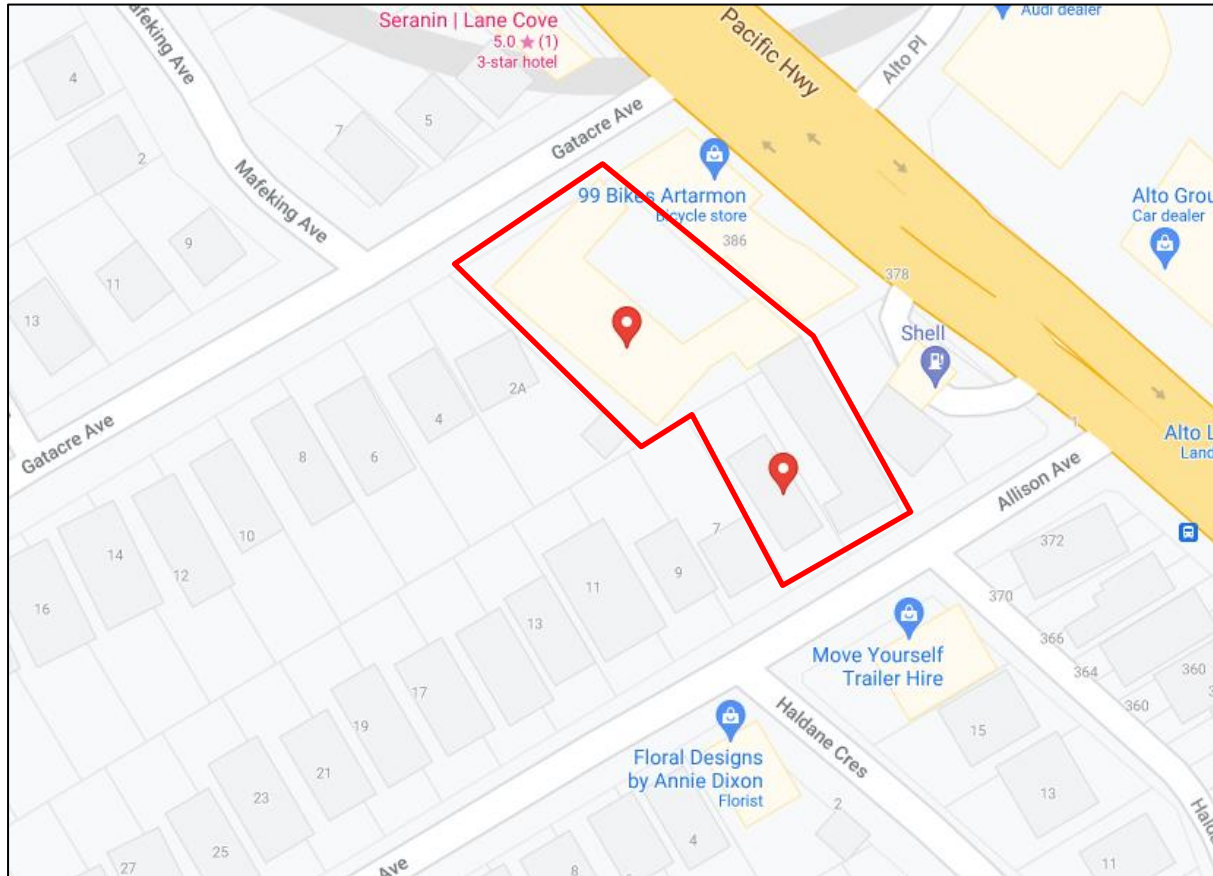 Seranin | Lane Cove
5.0 ★ (1)
3-star hotel
Audi dealer
Pacific Hwy
Alto Pl
Mafeking Ave
4
7
5
Gatacre Ave
2
Mafeking Ave
9
11
13
99 Bikes Artarmon
Bicycle store
386
378
Alto Grou
Car dealer
Shell
2A
4
6
8
Gatacre Ave
10
14
12
16
1
Alto L
Land
Allison Ave
7
9
11
13
17
19
21
23
25
27
372
370
366
364
360
360
Move Yourself
Trailer Hire
15
13
11
Haldane Cres
Floral Designs
by Annie Dixon
Florist
2
4
8
Ave